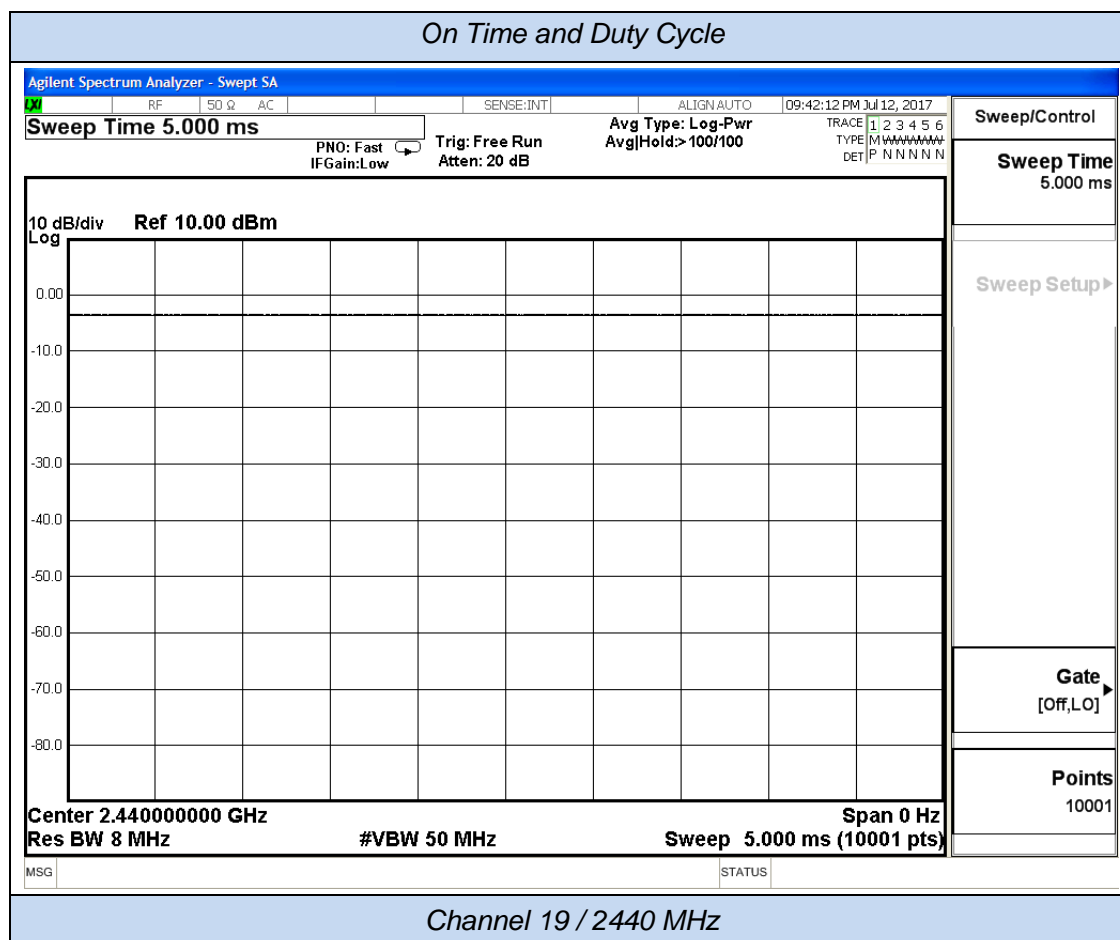 On Time and Duty Cycle
Agilent Spectrum Analyzer - Swept SA
LXI RF 50 Ω AC SENSE:INT ALIGN AUTO 09:42:12 PM Jul 12, 2017
Sweep Time 5.000 ms
PNO: Fast
IFGain:Low
Trig: Free Run
Atten: 20 dB
Avg Type: Log-Pwr
Avg|Hold:>100/100
TRACE 1 2 3 4 5 6
TYPE M
DET P N N N N N
Sweep/Control
Sweep Time
5.000 ms
Sweep Setup
Gate
[Off,LO]
Points
10001
10 dB/div Ref 10.00 dBm
Log
0.00
-10.0
-20.0
-30.0
-40.0
-50.0
-60.0
-70.0
-80.0
Center 2.440000000 GHz Span 0 Hz
Res BW 8 MHz #VBW 50 MHz Sweep 5.000 ms (10001 pts)
MSG STATUS
Channel 19 / 2440 MHz